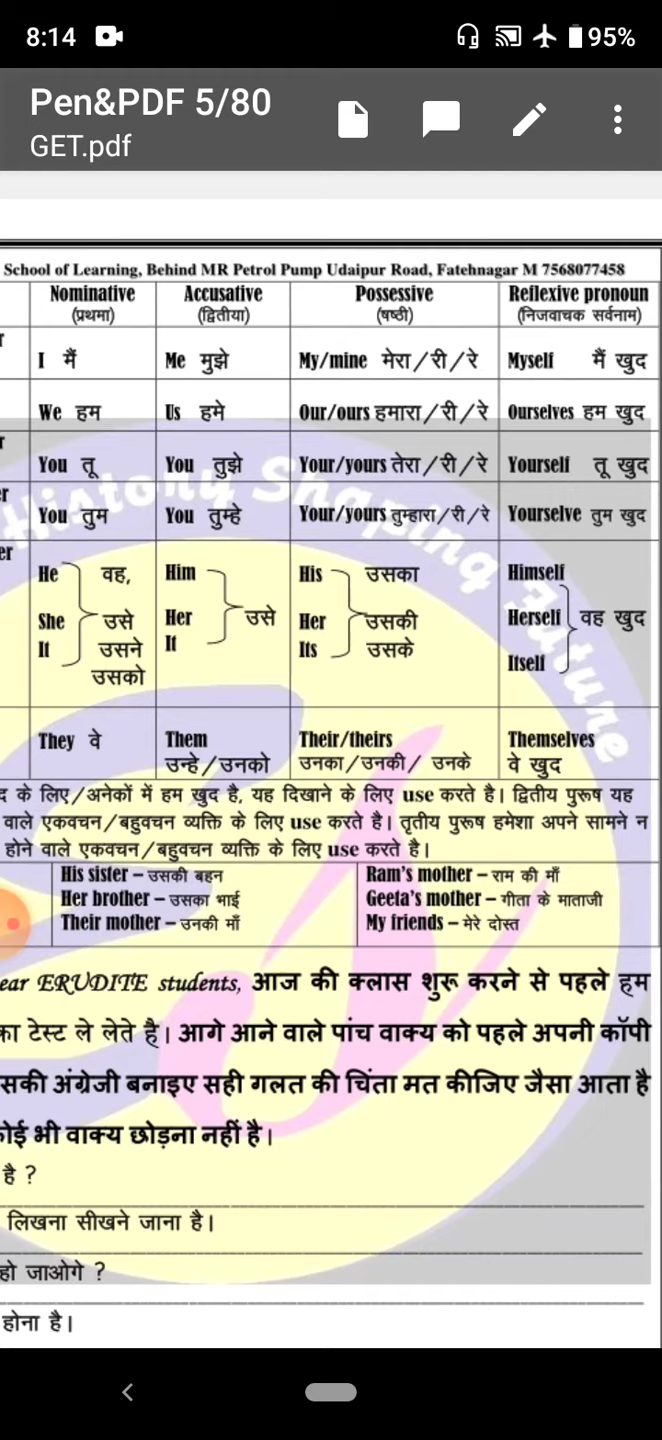 8:14 95%
Pen&PDF 5/80
GET.pdf
School of Learning, Behind MR Petrol Pump Udaipur Road, Fatehnagar M 7568077458
Nominative Accusative Possessive Reflexive pronoun
(प्रथमा) (द्वितीया) (षष्ठी) (निजवाचक सर्वनाम)
I मैं Me मुझे My/mine मेरा/री/रे Myself मैं खुद
We हम Us हमे Our/ours हमारा/री/रे Ourselves हम खुद
You तू You तुझे Your/yours तेरा/री/रे Yourself तू खुद
You तुम You तुम्हे Your/yours तुम्हारा/री/रे Yourselve तुम खुद
er
He वह, Him His उसका Himself
She उसे Her उसे Her उसकी Herself वह खुद
It उसने It Its उसके Itself
उसको
They वे Them Their/theirs Themselves
उन्हे/उनको उनका/उनकी/ उनके वे खुद
History Shaping Future
द के लिए/अनेकों में हम खुद है, यह दिखाने के लिए use करते है। द्वितीय पुरूष यह
वाले एकवचन/बहुवचन व्यक्ति के लिए use करते है। तृतीय पुरूष हमेशा अपने सामने न
होने वाले एकवचन/बहुवचन व्यक्ति के लिए use करते है।
His sister – उसकी बहन Ram's mother – राम की माँ
Her brother – उसका भाई Geeta's mother – गीता के माताजी
Their mother – उनकी माँ My friends – मेरे दोस्त
ear ERUDITE students, आज की क्लास शुरू करने से पहले हम
का टेस्ट ले लेते है। आगे आने वाले पांच वाक्य को पहले अपनी कॉपी
सकी अंग्रेजी बनाइए सही गलत की चिंता मत कीजिए जैसा आता है
ोई भी वाक्य छोड़ना नहीं है।
है ?
लिखना सीखने जाना है।
हो जाओगे ?
होना है।